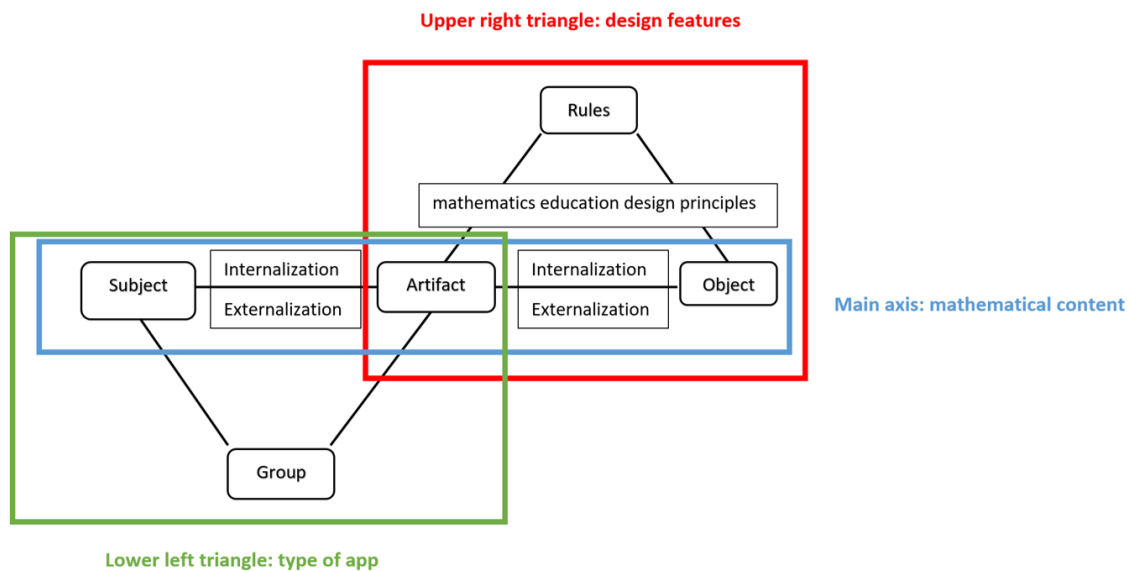 Upper right triangle: design features
Rules
mathematics education design principles
Subject
Internalization
Externalization
Artifact
Internalization
Externalization
Object
Main axis: mathematical content
Group
Lower left triangle: type of app